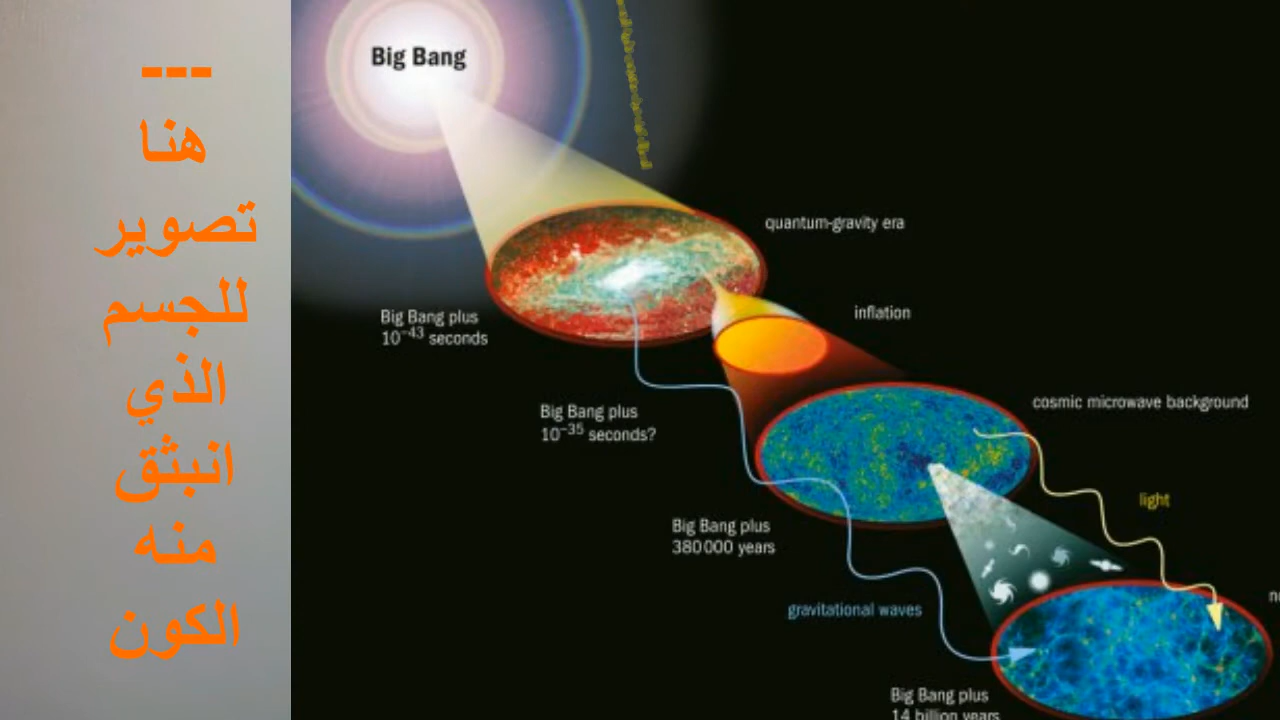 ---
هنا
تصوير
للجسم
الذي
انبثق
منه
الكون
Big Bang
quantum-gravity era
Big Bang plus
10⁻⁴³ seconds
inflation
Big Bang plus
10⁻³⁵ seconds?
cosmic microwave background
light
Big Bang plus
380 000 years
gravitational waves
Big Bang plus
14 billion years